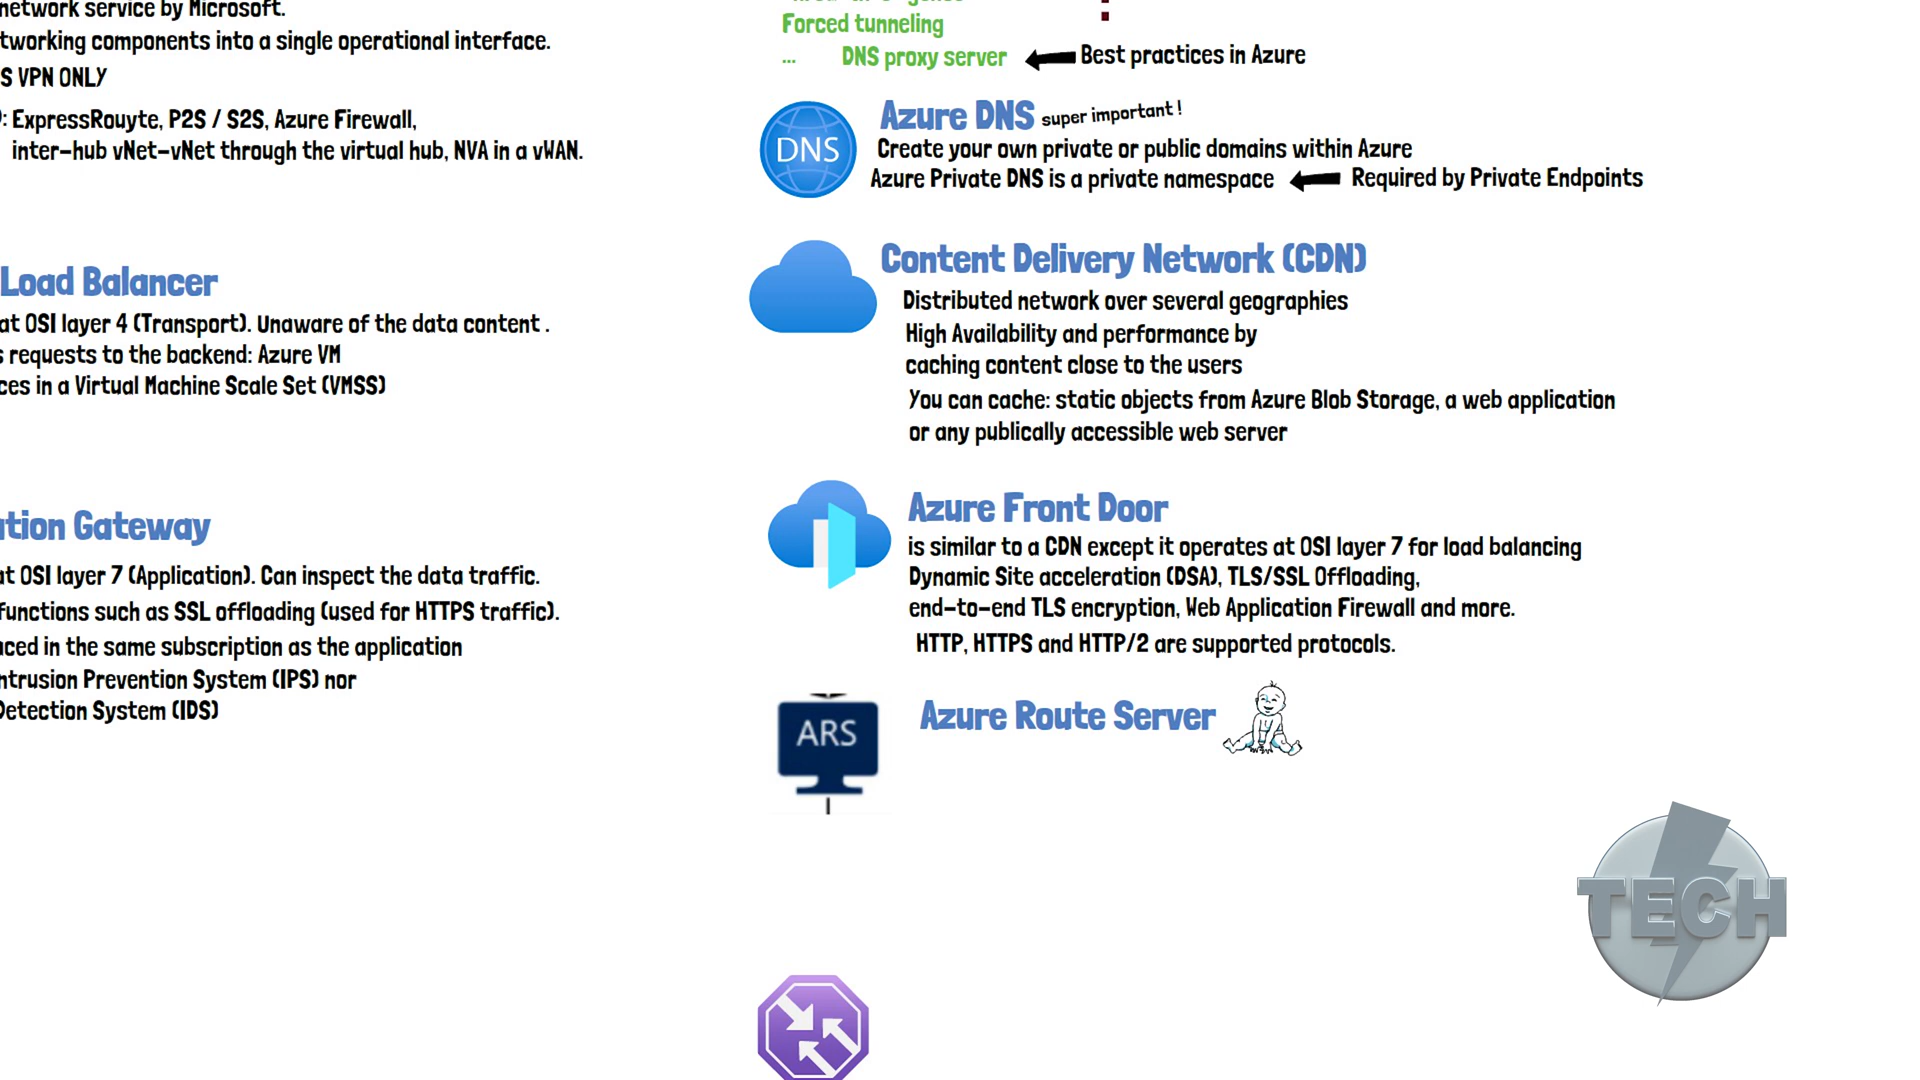 network service by Microsoft.
tworking components into a single operational interface.
S VPN ONLY
: ExpressRouyte, P2S / S2S, Azure Firewall,
inter-hub vNet-vNet through the virtual hub, NVA in a vWAN.
Load Balancer
at OSI layer 4 (Transport). Unaware of the data content .
s requests to the backend: Azure VM
ces in a Virtual Machine Scale Set (VMSS)
tion Gateway
at OSI layer 7 (Application). Can inspect the data traffic.
functions such as SSL offloading (used for HTTPS traffic).
aced in the same subscription as the application
ntrusion Prevention System (IPS) nor
Detection System (IDS)
Forced tunneling
... DNS proxy server Best practices in Azure
DNS
Azure DNS super important !
Create your own private or public domains within Azure
Azure Private DNS is a private namespace Required by Private Endpoints
Content Delivery Network (CDN)
Distributed network over several geographies
High Availability and performance by
caching content close to the users
You can cache: static objects from Azure Blob Storage, a web application
or any publically accessible web server
Azure Front Door
is similar to a CDN except it operates at OSI layer 7 for load balancing
Dynamic Site acceleration (DSA), TLS/SSL Offloading,
end-to-end TLS encryption, Web Application Firewall and more.
HTTP, HTTPS and HTTP/2 are supported protocols.
ARS
Azure Route Server
TECH